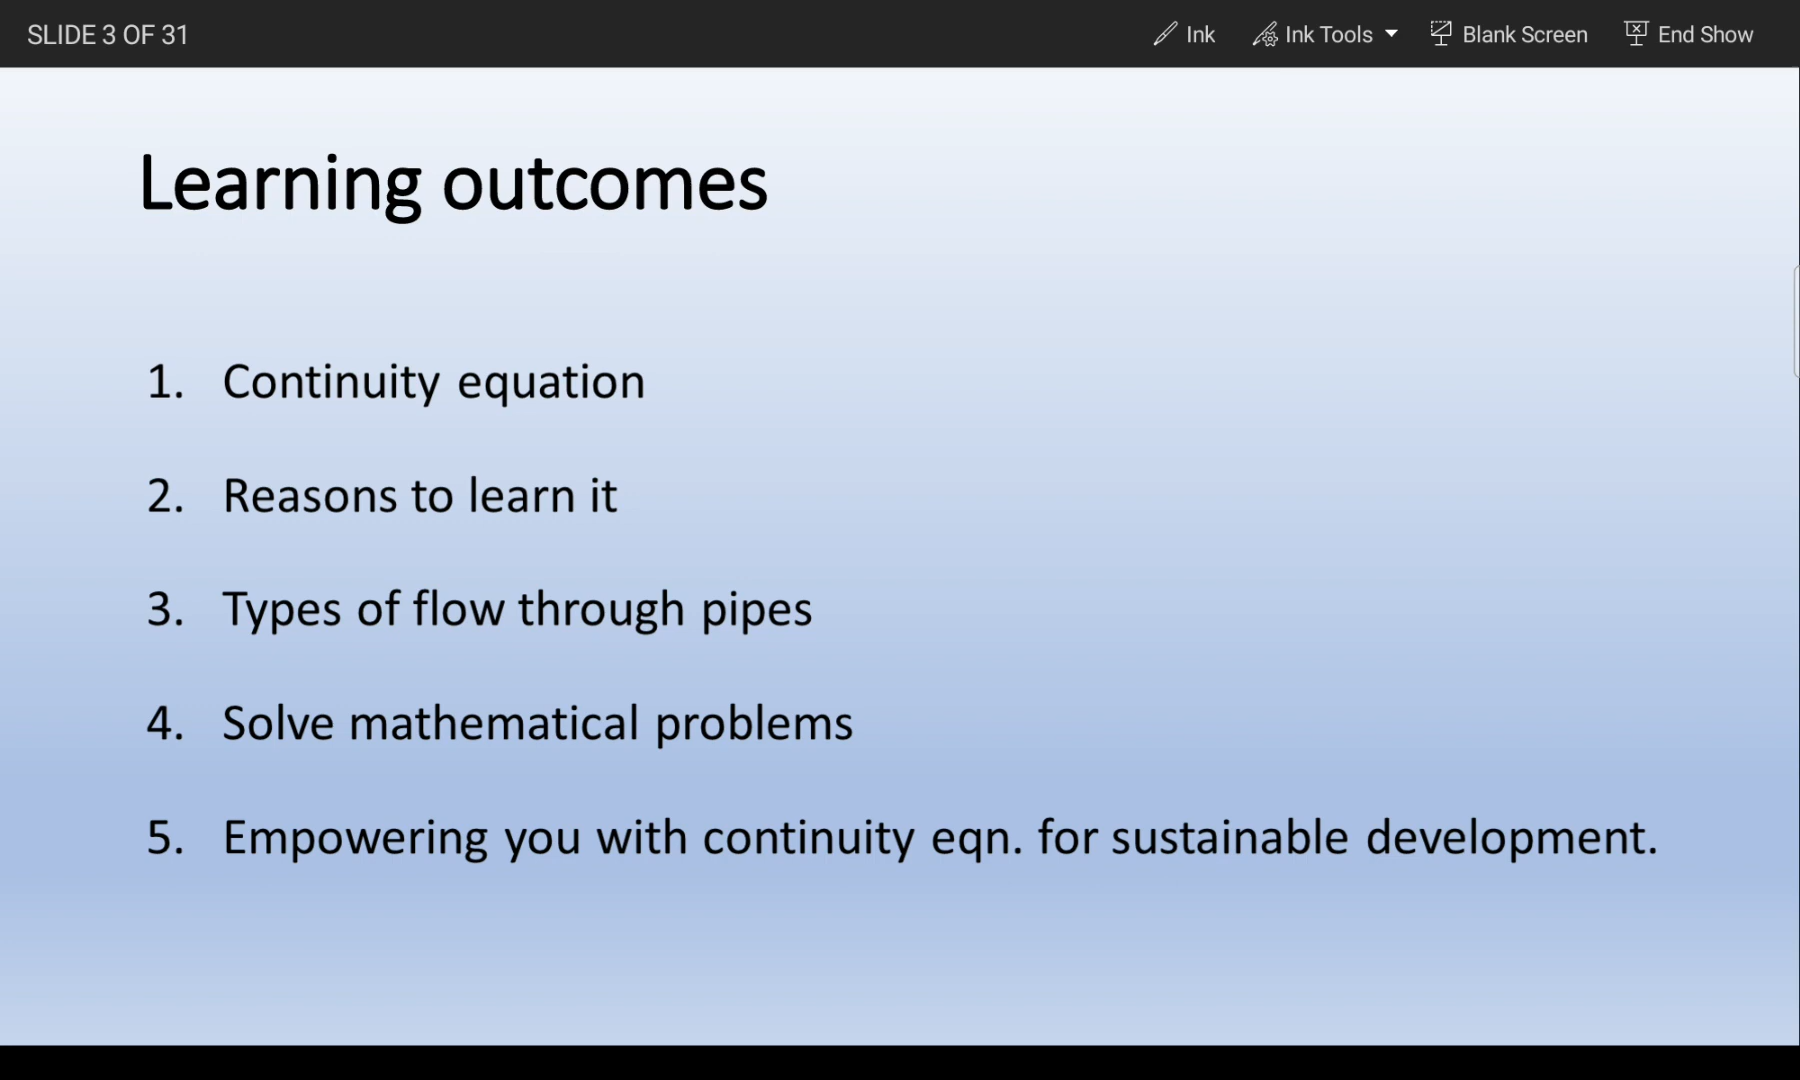 SLIDE 3 OF 31
Ink
Ink Tools
Blank Screen
End Show
Learning outcomes
1. Continuity equation
2. Reasons to learn it
3. Types of flow through pipes
4. Solve mathematical problems
5. Empowering you with continuity eqn. for sustainable development.